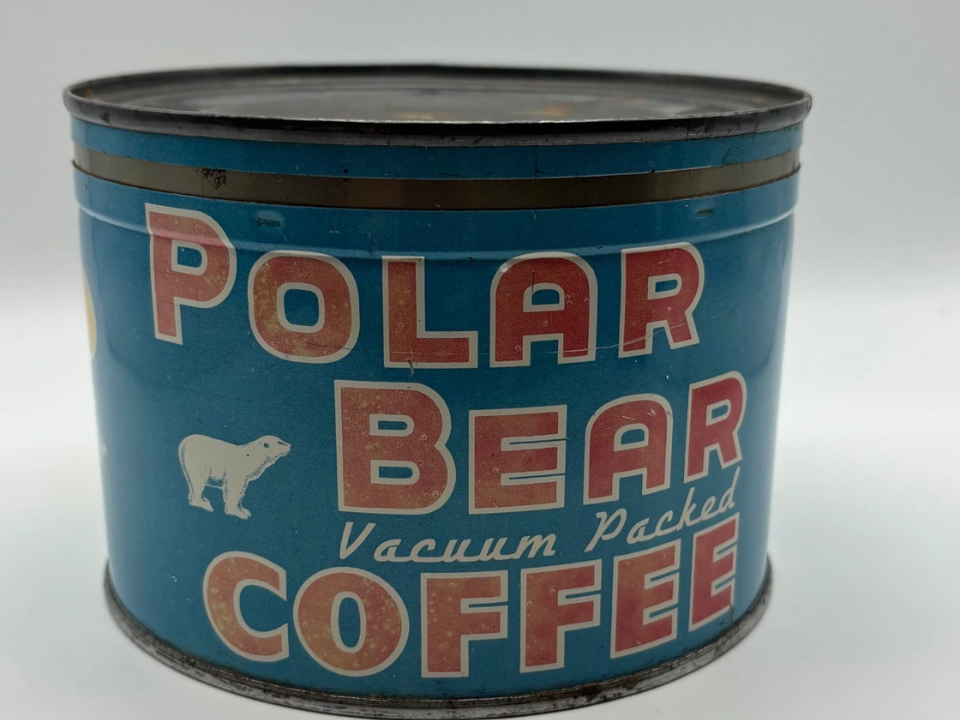 POLAR
BEAR
Vacuum Packed
COFFEE